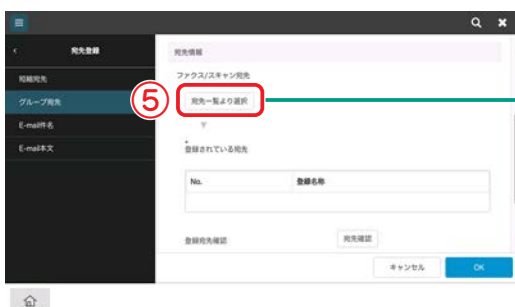 宛先登録
宛先情報
短縮宛先
ファクス/スキャン宛先
グループ宛先
⑤
宛先一覧より選択
E-mail件名
E-mail本文
登録されている宛先
No. 登録名称
登録宛先確認
宛先確認
キャンセル
OK